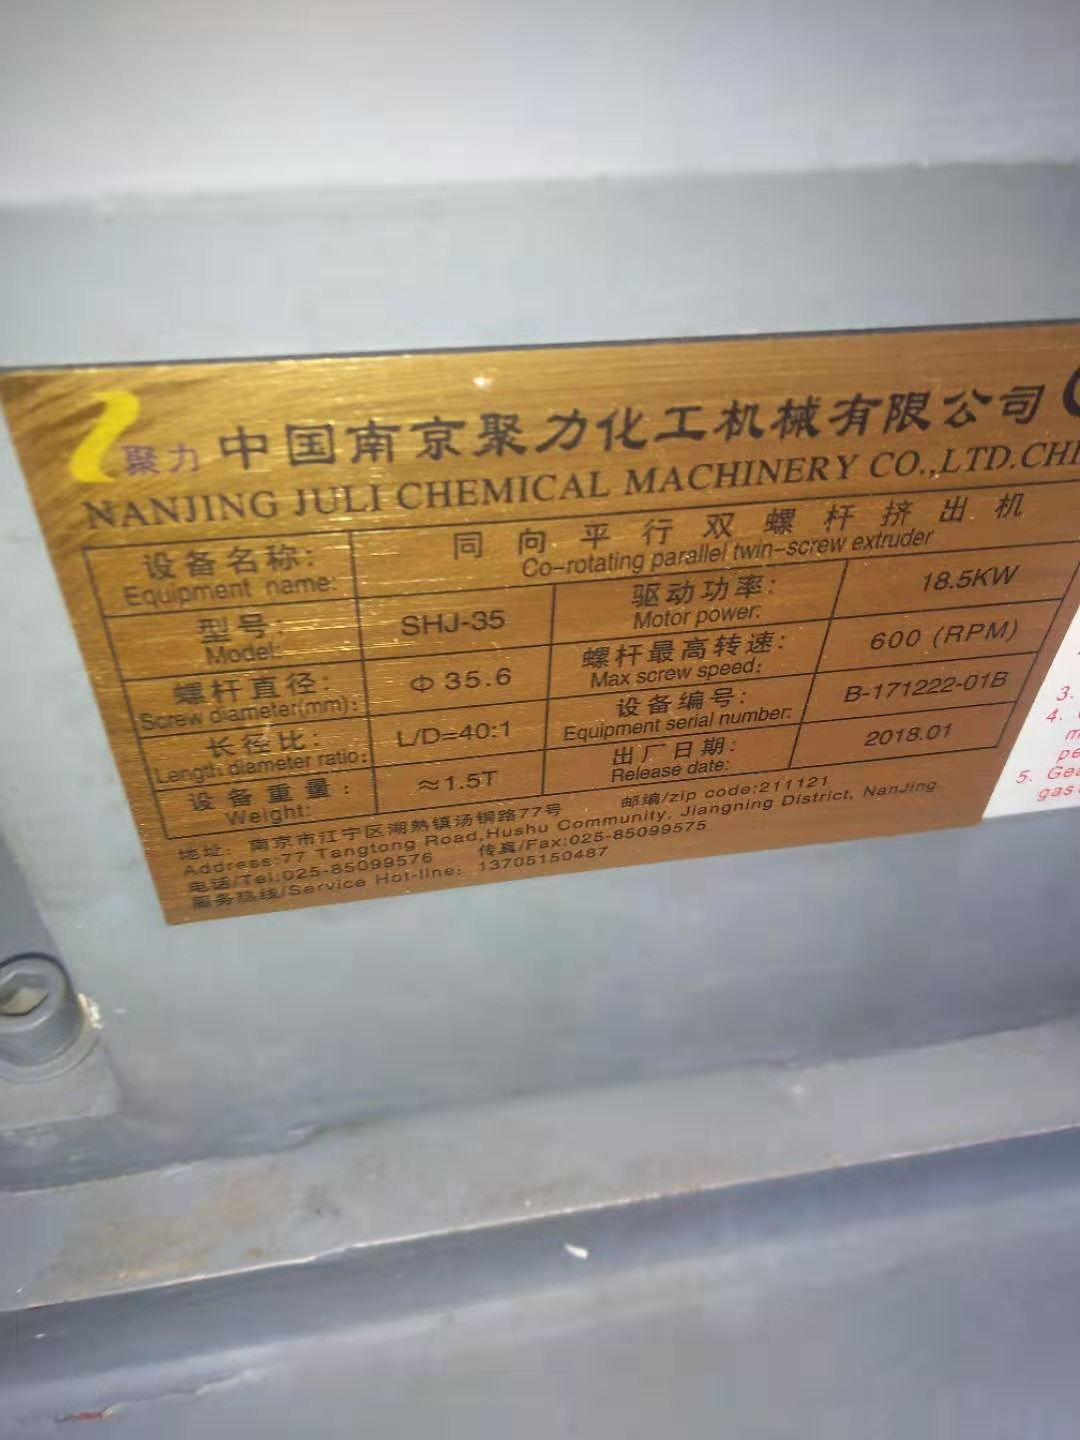 聚力 中国南京聚力化工机械有限公司
NANJING JULI CHEMICAL MACHINERY CO.,LTD.CHI
设备名称: 同向平行双螺杆挤出机
Equipment name: Co-rotating parallel twin-screw extruder
型号: SHJ-35 驱动功率: 18.5KW
Model: Motor power:
螺杆直径: Φ35.6 螺杆最高转速: 600 (RPM)
Screw diameter(mm): Max screw speed:
长径比: L/D=40:1 设备编号: B-171222-01B
Length diameter ratio: Equipment serial number:
设备重量: ≈1.5T 出厂日期: 2018.01
Weight: Release date:
地址: 南京市江宁区湖熟镇汤铜路77号 邮编/zip code:211121
Address:77 Tangtong Road,Hushu Community, Jiangning District, NanJing.
电话/Tel:025-85099576 传真/Fax:025-85099575
服务热线/Service Hot-line: 13705150487
3.
4.
pe
5. Gea
gas